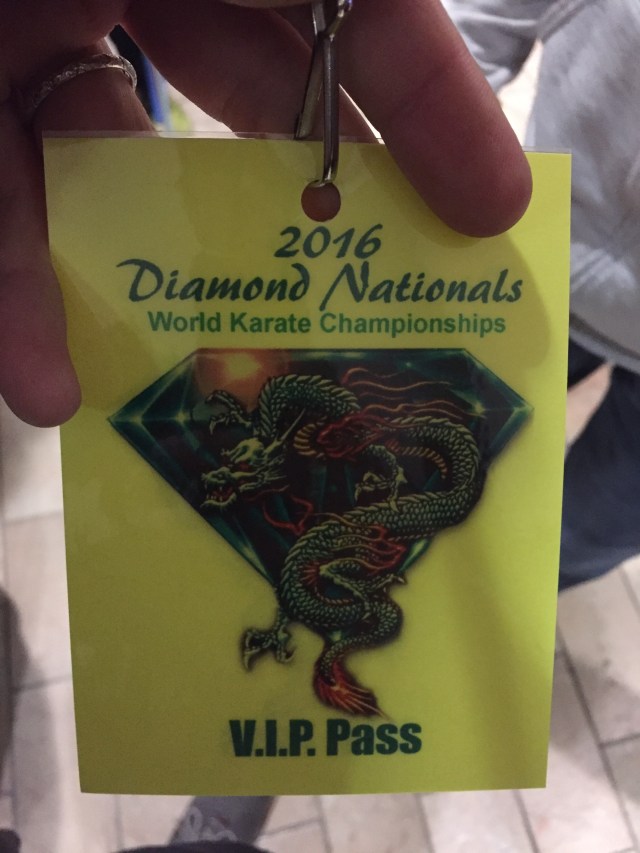 2016
Diamond Nationals
World Karate Championships
V.I.P. Pass